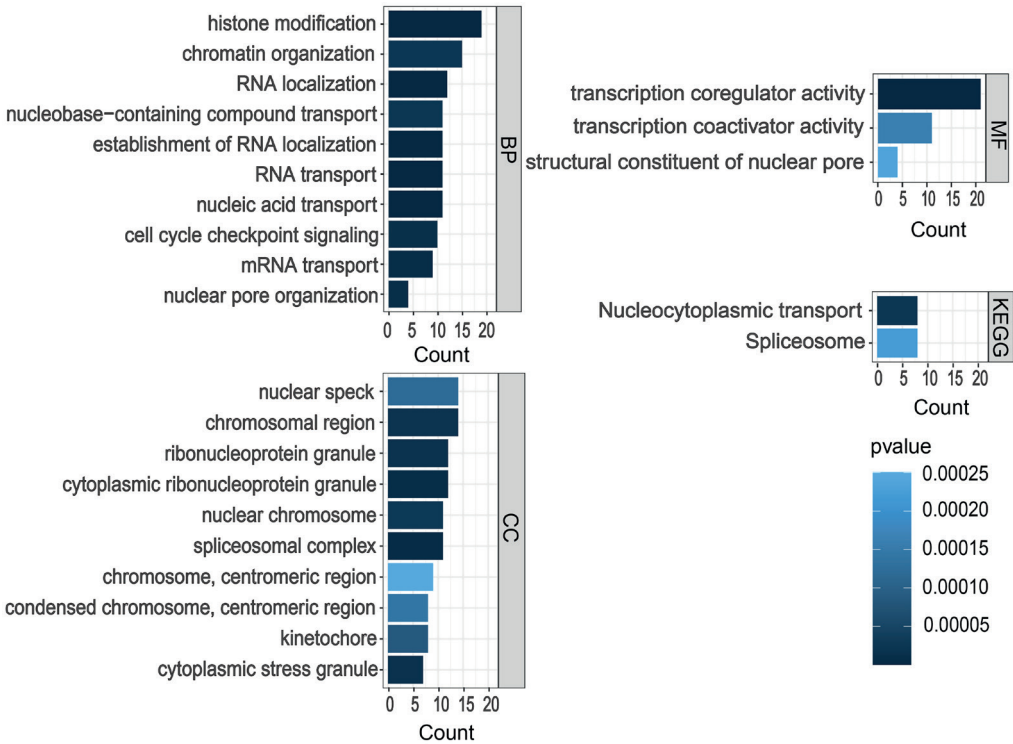 histone modification
chromatin organization
RNA localization
nucleobase−containing compound transport
establishment of RNA localization
RNA transport
nucleic acid transport
cell cycle checkpoint signaling
mRNA transport
nuclear pore organization
BP
0 5 10 15 20
Count
nuclear speck
chromosomal region
ribonucleoprotein granule
cytoplasmic ribonucleoprotein granule
nuclear chromosome
spliceosomal complex
chromosome, centromeric region
condensed chromosome, centromeric region
kinetochore
cytoplasmic stress granule
CC
0 5 10 15 20
Count
transcription coregulator activity
transcription coactivator activity
structural constituent of nuclear pore
MF
0 5 10 15 20
Count
Nucleocytoplasmic transport
Spliceosome
KEGG
0 5 10 15 20
Count
pvalue
0.00025
0.00020
0.00015
0.00010
0.00005